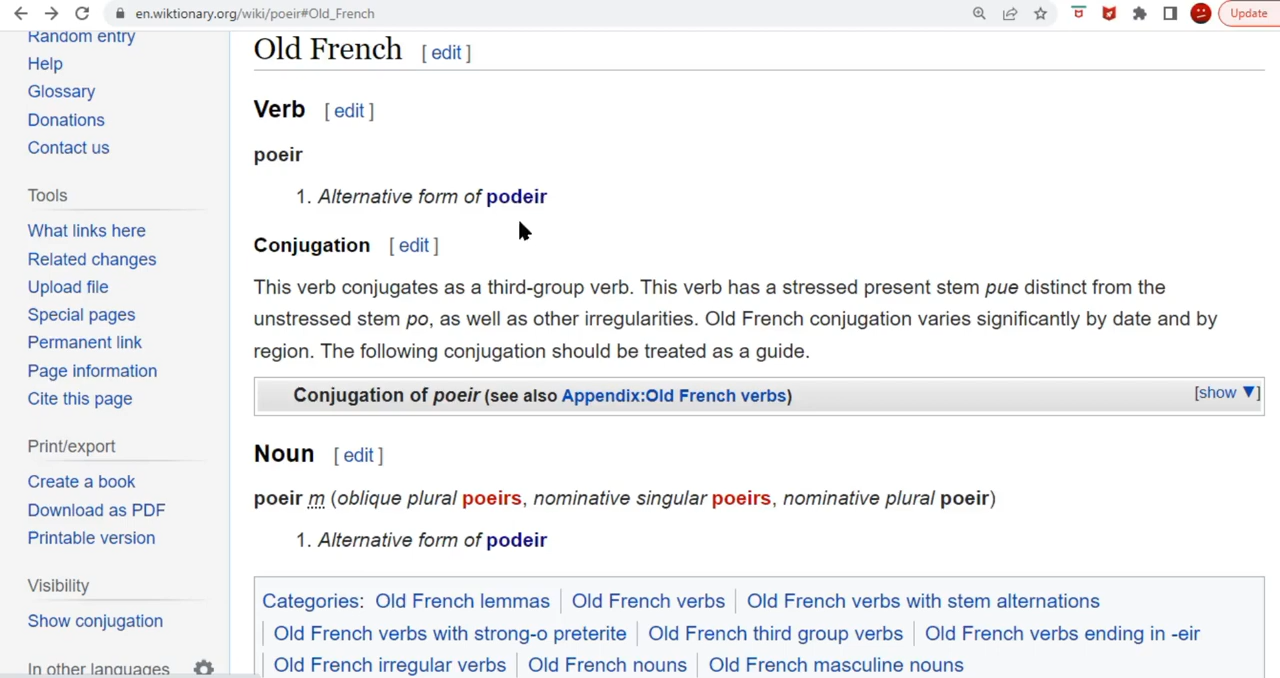 en.wiktionary.org/wiki/poeir#Old_French
Update
Random entry
Help
Glossary
Donations
Contact us
Tools
What links here
Related changes
Upload file
Special pages
Permanent link
Page information
Cite this page
Print/export
Create a book
Download as PDF
Printable version
Visibility
Show conjugation
In other languages
Old French [ edit ]
Verb [ edit ]
poeir
1. Alternative form of podeir
Conjugation [ edit ]
This verb conjugates as a third-group verb. This verb has a stressed present stem pue distinct from the
unstressed stem po, as well as other irregularities. Old French conjugation varies significantly by date and by
region. The following conjugation should be treated as a guide.
Conjugation of poeir (see also Appendix:Old French verbs) [show ▼]
Noun [ edit ]
poeir m (oblique plural poeirs, nominative singular poeirs, nominative plural poeir)
1. Alternative form of podeir
Categories: Old French lemmas | Old French verbs | Old French verbs with stem alternations
| Old French verbs with strong-o preterite | Old French third group verbs | Old French verbs ending in -eir
| Old French irregular verbs | Old French nouns | Old French masculine nouns